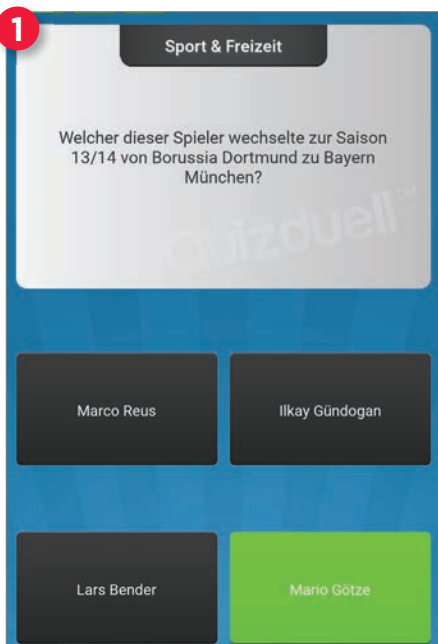 1
Sport & Freizeit
Welcher dieser Spieler wechselte zur Saison
13/14 von Borussia Dortmund zu Bayern
München?
Quizduell™
Marco Reus
Ilkay Gündogan
Lars Bender
Mario Götze